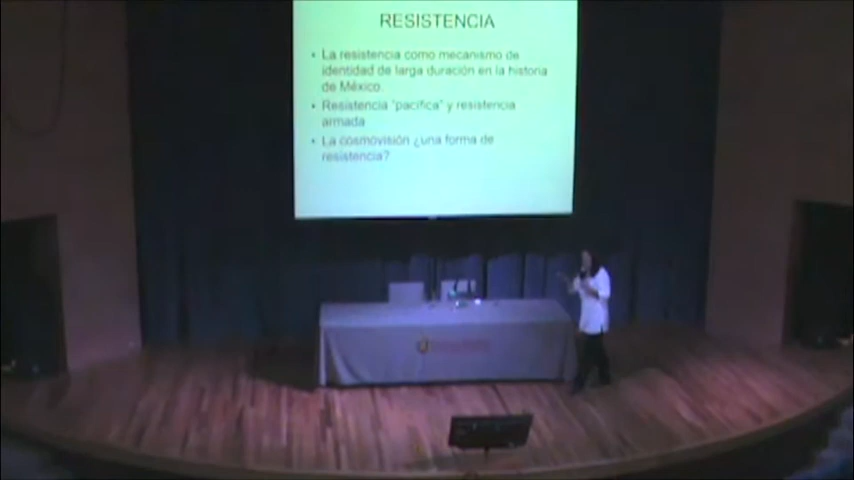 RESISTENCIA
• La resistencia como mecanismo de
identidad de larga duración en la historia
de México.
• Resistencia "pacífica" y resistencia
armada
• La cosmovisión ¿una forma de
resistencia?